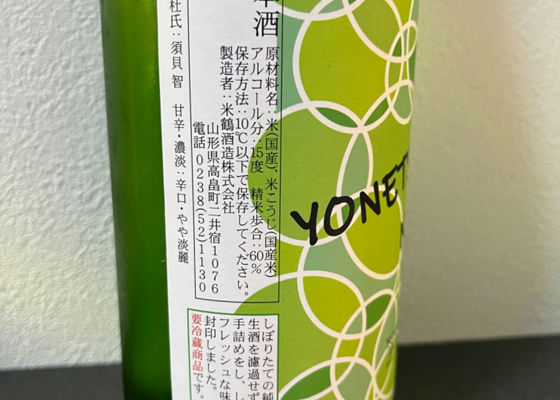 本酒
原材料名:米(国産)、米こうじ(国産米)
アルコール分:15度 精米歩合:60%
保存方法:10℃以下で保存してください。
製造者:米鶴酒造株式会社
山形県高畠町二井宿1076
電話 0238(52)1130
杜氏:須貝 智 甘辛・濃淡:辛口・やや淡麗
しぼりたての純
生酒を濾過せず
手詰めをし、し
フレッシュな味
封印しました。
要冷蔵商品です。
YONET